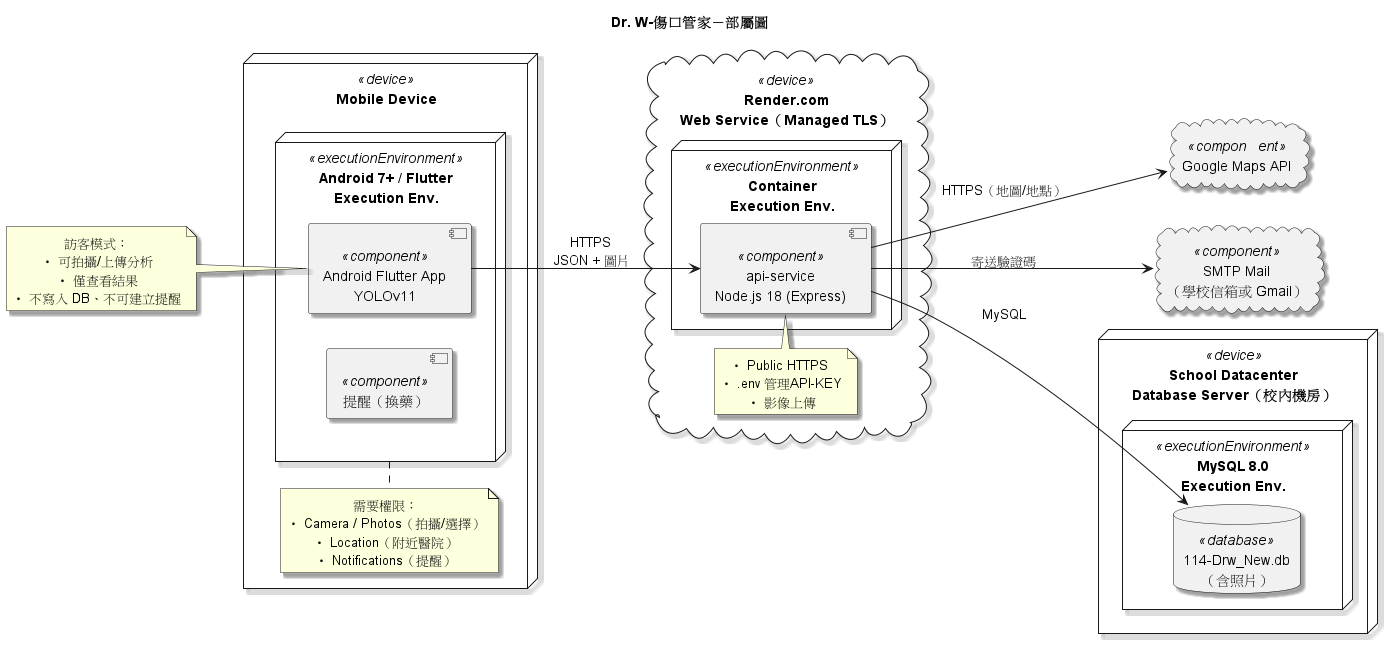 Dr. W-傷口管家－部屬圖
«device»
Mobile Device
«executionEnvironment»
Android 7+ / Flutter
Execution Env.
«component»
Android Flutter App
YOLOv11
«component»
提醒（換藥）
訪客模式：
• 可拍攝/上傳分析
• 僅查看結果
• 不寫入 DB、不可建立提醒
需要權限：
• Camera / Photos（拍攝/選擇）
• Location（附近醫院）
• Notifications（提醒）
HTTPS
JSON + 圖片
«device»
Render.com
Web Service（Managed TLS）
«executionEnvironment»
Container
Execution Env.
«component»
api-service
Node.js 18 (Express)
• Public HTTPS
• .env 管理API-KEY
• 影像上傳
HTTPS（地圖/地點）
寄送驗證碼
MySQL
«compon ent»
Google Maps API
«component»
SMTP Mail
（學校信箱或 Gmail）
«device»
School Datacenter
Database Server（校內機房）
«executionEnvironment»
MySQL 8.0
Execution Env.
«database»
114-Drw_New.db
（含照片）